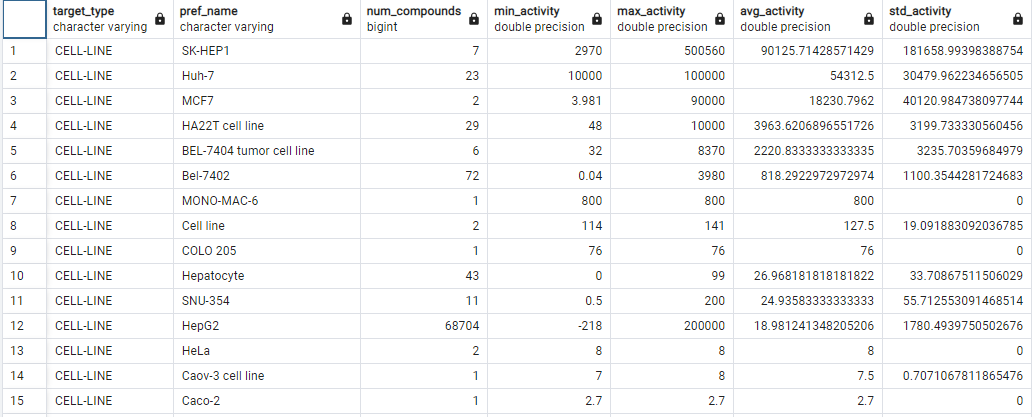 target_type pref_name num_compounds min_activity max_activity avg_activity std_activity
character varying character varying bigint double precision double precision double precision double precision
1 CELL-LINE SK-HEP1 7 2970 500560 90125.71428571429 181658.99398388754
2 CELL-LINE Huh-7 23 10000 100000 54312.5 30479.962234656505
3 CELL-LINE MCF7 2 3.981 90000 18230.7962 40120.984738097744
4 CELL-LINE HA22T cell line 29 48 10000 3963.6206896551726 3199.733330560456
5 CELL-LINE BEL-7404 tumor cell line 6 32 8370 2220.8333333333335 3235.70359684979
6 CELL-LINE Bel-7402 72 0.04 3980 818.2922972972974 1100.3544281724683
7 CELL-LINE MONO-MAC-6 1 800 800 800 0
8 CELL-LINE Cell line 2 114 141 127.5 19.091883092036785
9 CELL-LINE COLO 205 1 76 76 76 0
10 CELL-LINE Hepatocyte 43 0 99 26.968181818181822 33.70867511506029
11 CELL-LINE SNU-354 11 0.5 200 24.93583333333333 55.712553091468514
12 CELL-LINE HepG2 68704 -218 200000 18.981241348205206 1780.4939750502676
13 CELL-LINE HeLa 2 8 8 8 0
14 CELL-LINE Caov-3 cell line 1 7 8 7.5 0.7071067811865476
15 CELL-LINE Caco-2 1 2.7 2.7 2.7 0